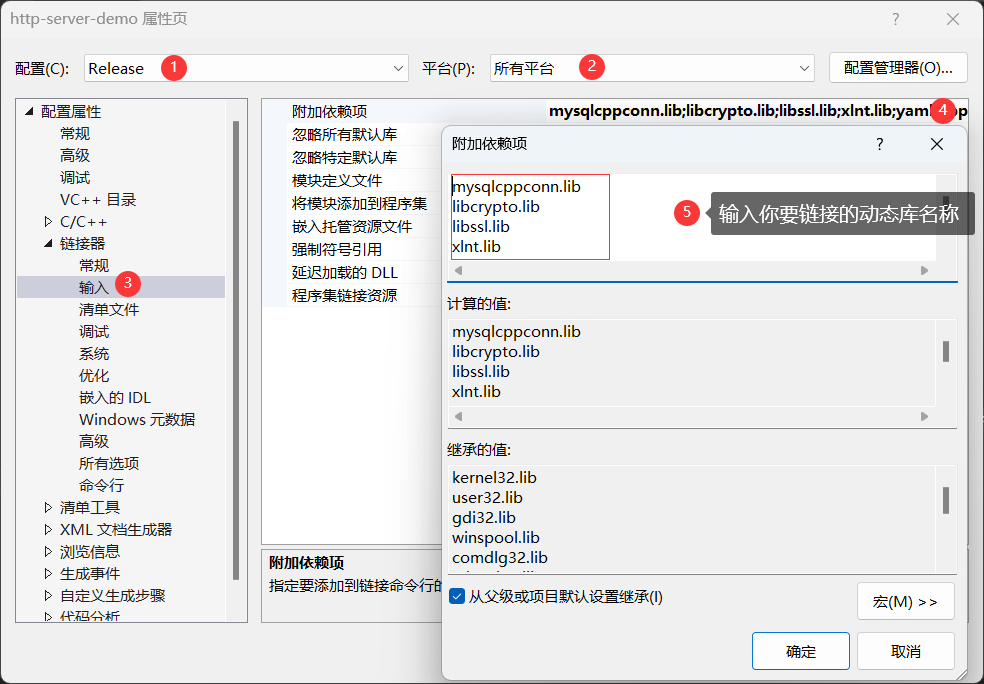 http-server-demo 属性页
?
配置(C):
Release
1
平台(P):
所有平台
2
配置管理器(O)...
配置属性
常规
高级
调试
VC++ 目录
C/C++
链接器
常规
输入
3
清单文件
调试
系统
优化
嵌入的 IDL
Windows 元数据
高级
所有选项
命令行
清单工具
XML 文档生成器
浏览信息
生成事件
自定义生成步骤
代码分析
附加依赖项
mysqlcppconn.lib;libcrypto.lib;libssl.lib;xlnt.lib;yaml
4
忽略所有默认库
忽略特定默认库
模块定义文件
将模块添加到程序集
嵌入托管资源文件
强制符号引用
延迟加载的 DLL
程序集链接资源
附加依赖项
指定要添加到链接命令行的
附加依赖项
?
mysqlcppconn.lib
libcrypto.lib
libssl.lib
xlnt.lib
5
输入你要链接的动态库名称
计算的值:
mysqlcppconn.lib
libcrypto.lib
libssl.lib
xlnt.lib
继承的值:
kernel32.lib
user32.lib
gdi32.lib
winspool.lib
comdlg32.lib
从父级或项目默认设置继承(I)
宏(M) >>
确定
取消